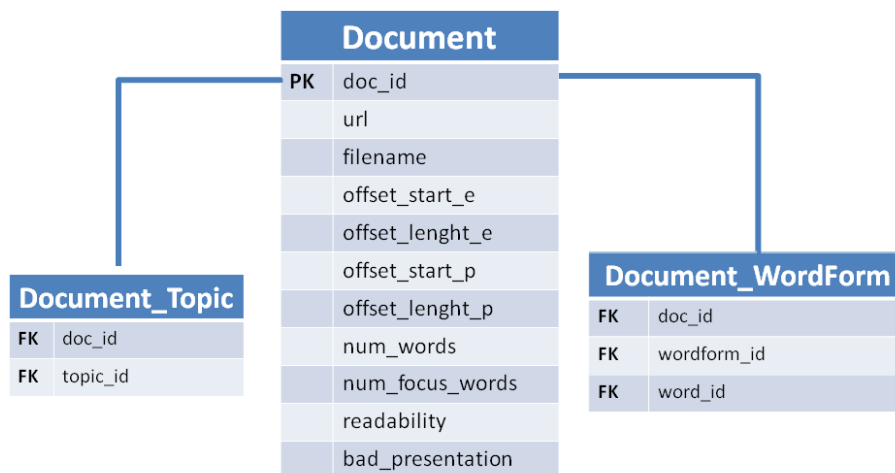 Document
PK doc_id
url
filename
offset_start_e
offset_lenght_e
offset_start_p
offset_lenght_p
num_words
num_focus_words
readability
bad_presentation
Document_Topic
FK doc_id
FK topic_id
Document_WordForm
FK doc_id
FK wordform_id
FK word_id